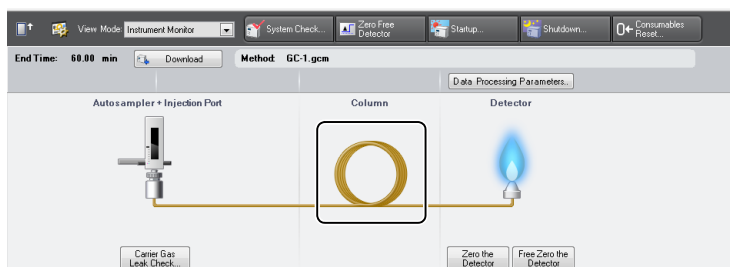 View Mode: Instrument Monitor System Check... Zero Free Detector Startup... Shutdown... Consumables Reset...
End Time: 60.00 min Download Method: GC-1.gcm
Data Processing Parameters..
Autosampler + Injection Port Column Detector
Carrier Gas Leak Check... Zero the Detector Free Zero the Detector